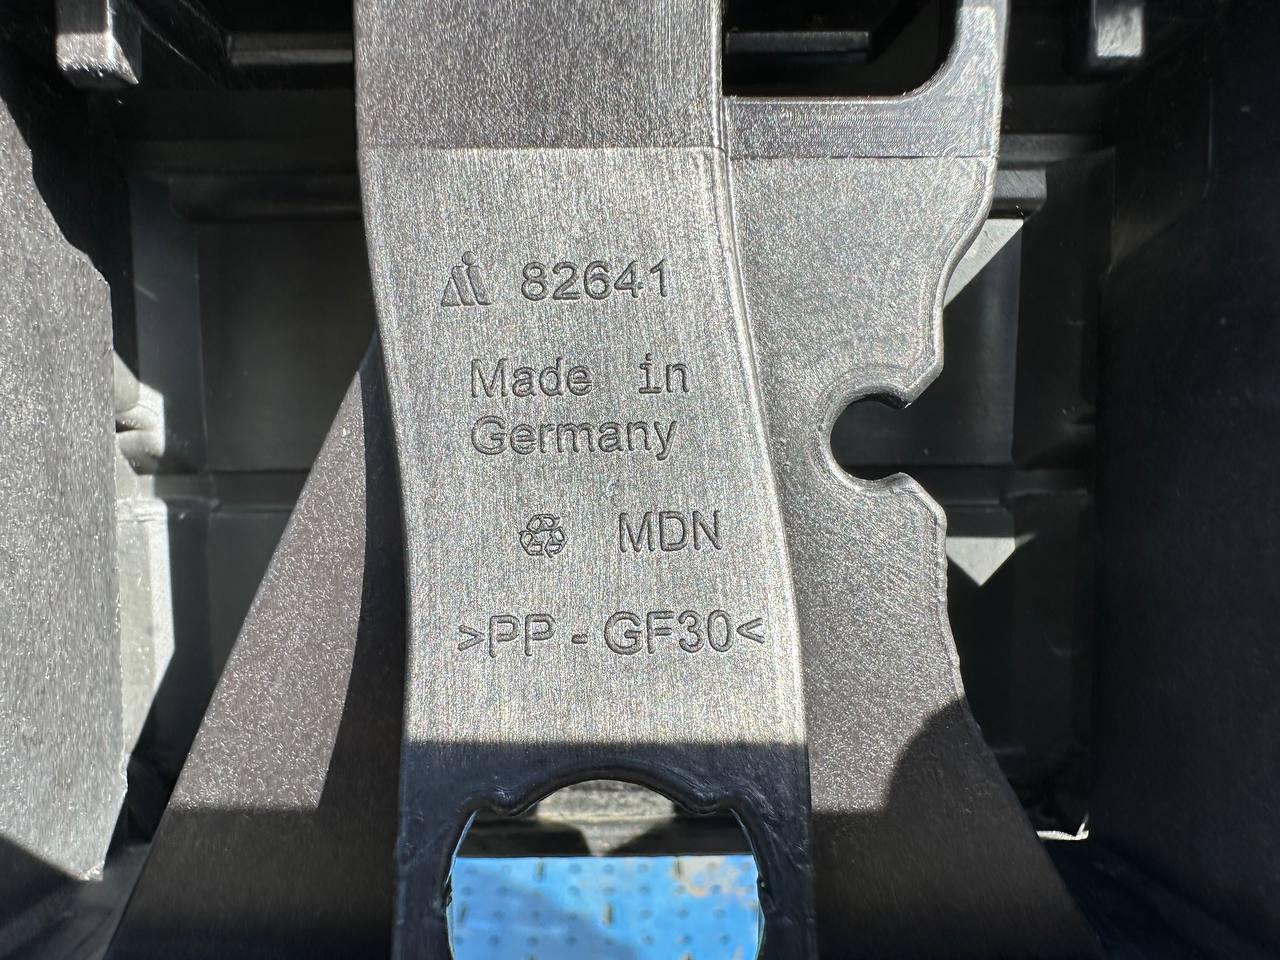 82641
Made in
Germany
MDN
>PP-GF30<